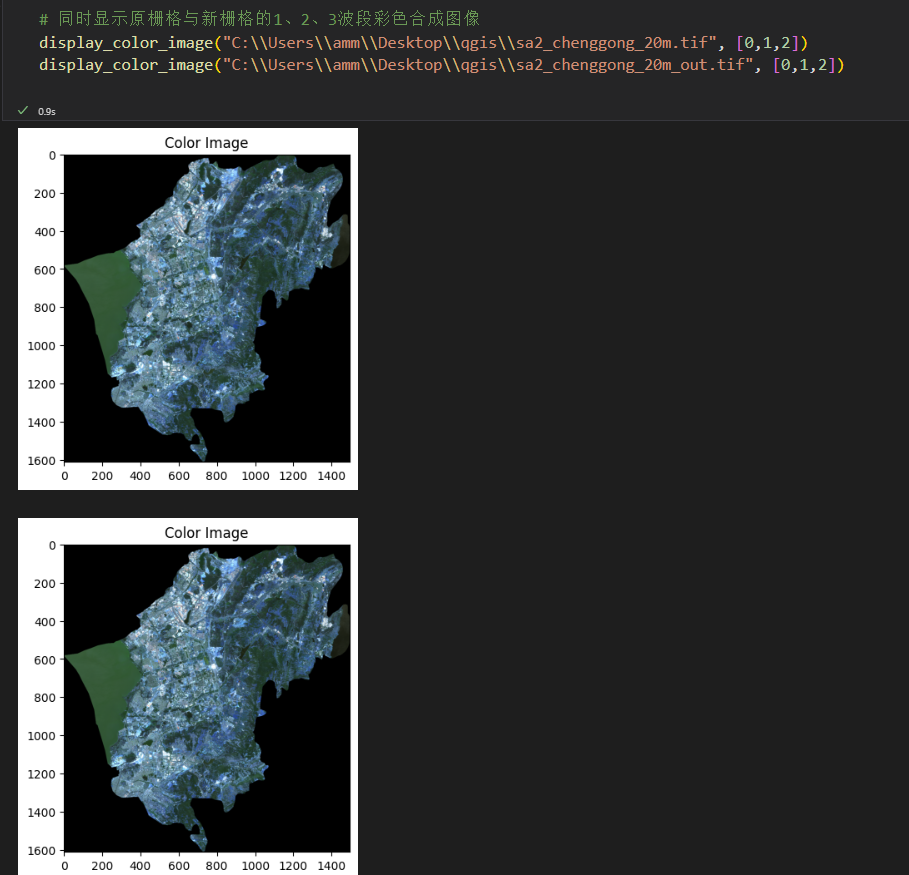 # 同时显示原栅格与新栅格的1、2、3波段彩色合成图像
display_color_image("C:\\Users\\amm\\Desktop\\qgis\\sa2_chenggong_20m.tif", [0,1,2])
display_color_image("C:\\Users\\amm\\Desktop\\qgis\\sa2_chenggong_20m_out.tif", [0,1,2])
0.9s
Color Image
0
200
400
600
800
1000
1200
1400
1600
0 200 400 600 800 1000 1200 1400
Color Image
0
200
400
600
800
1000
1200
1400
1600
0 200 400 600 800 1000 1200 1400